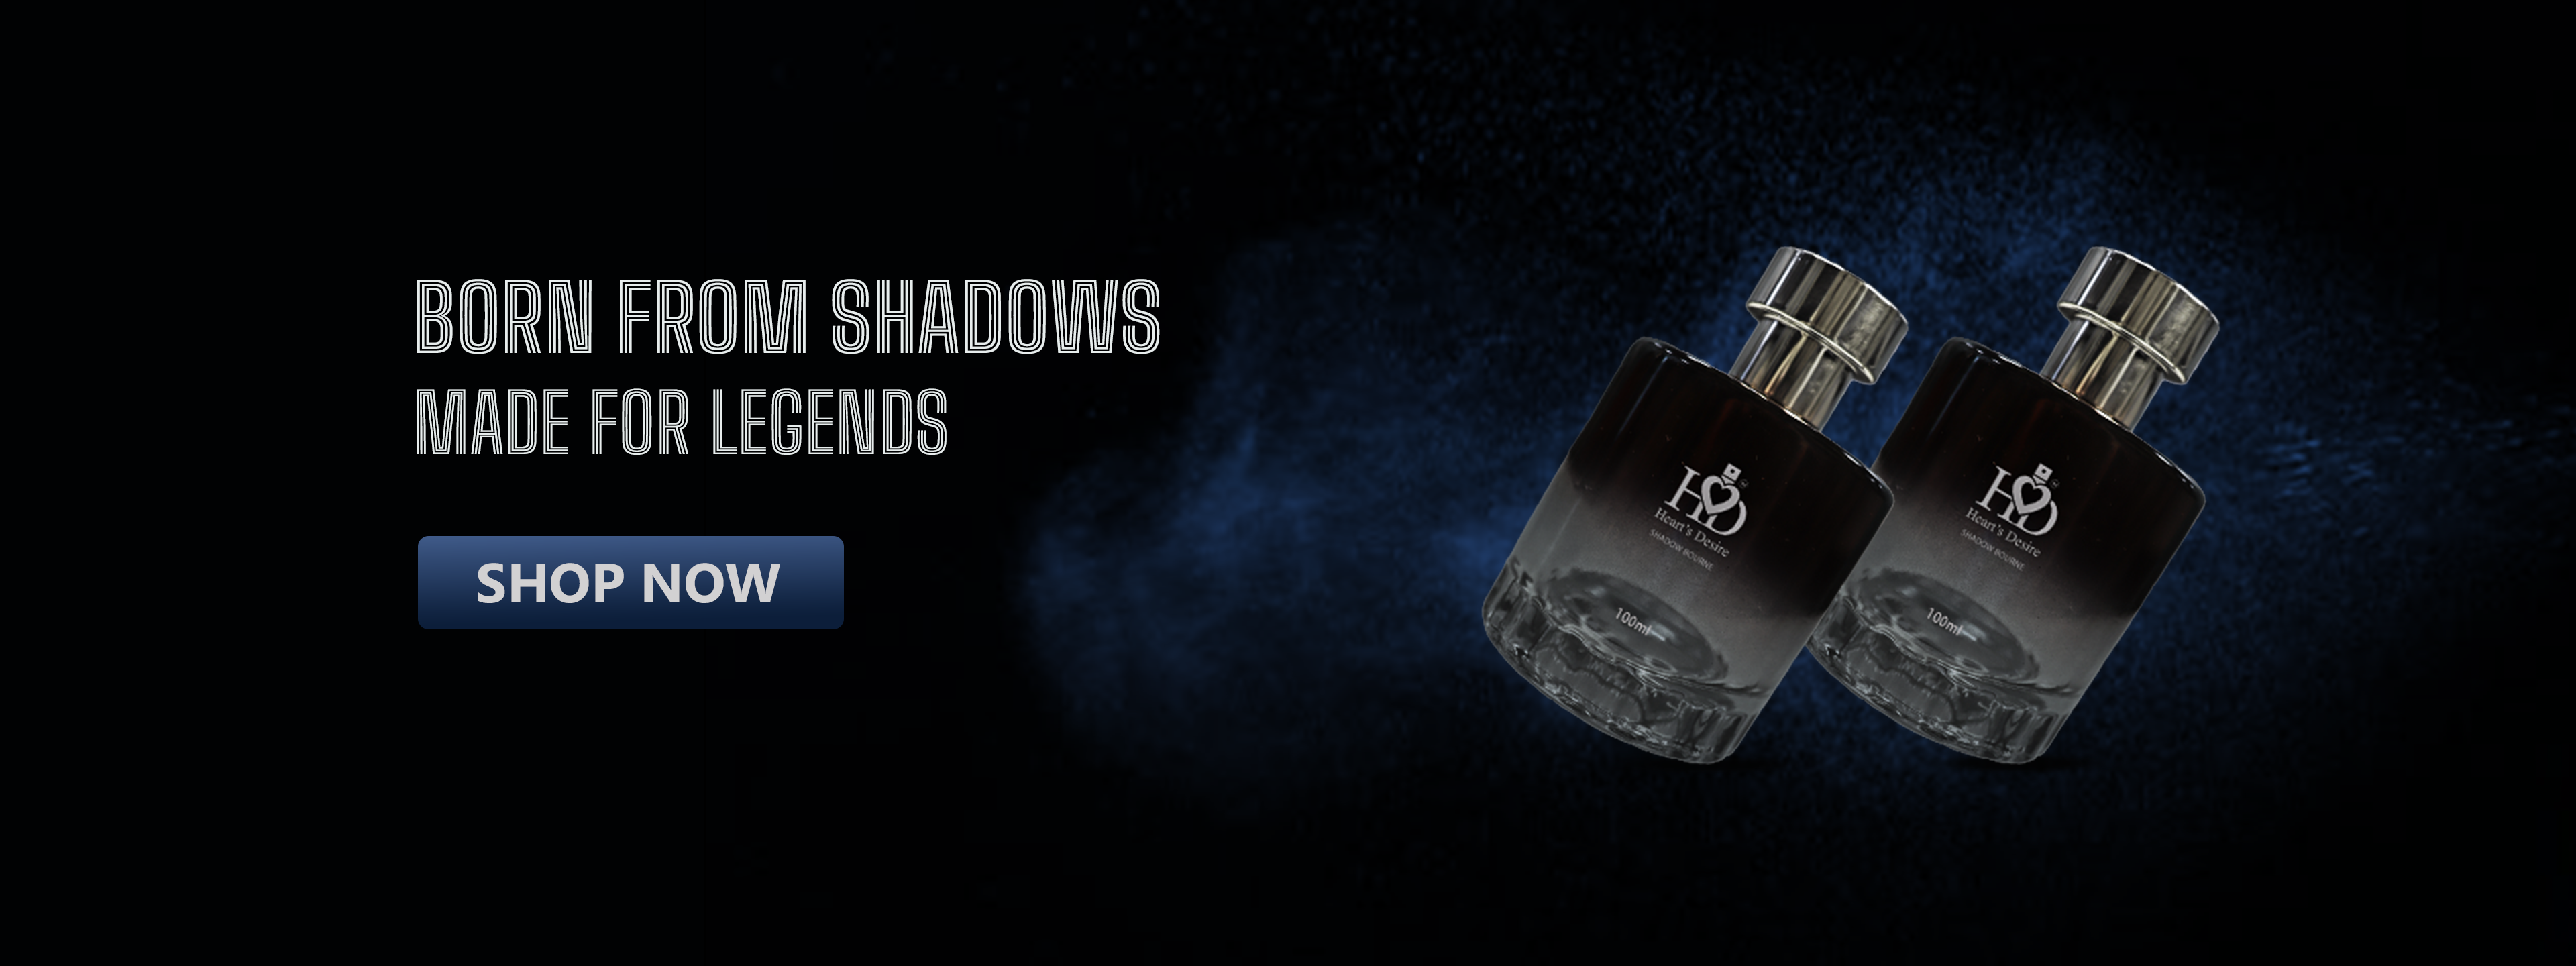 BORN FROM SHADOWS
MADE FOR LEGENDS
SHOP NOW
HD
Heart's Desire
SHADOW BOURNE
100ml
HD
Heart's Desire
SHADOW BOURNE
100ml